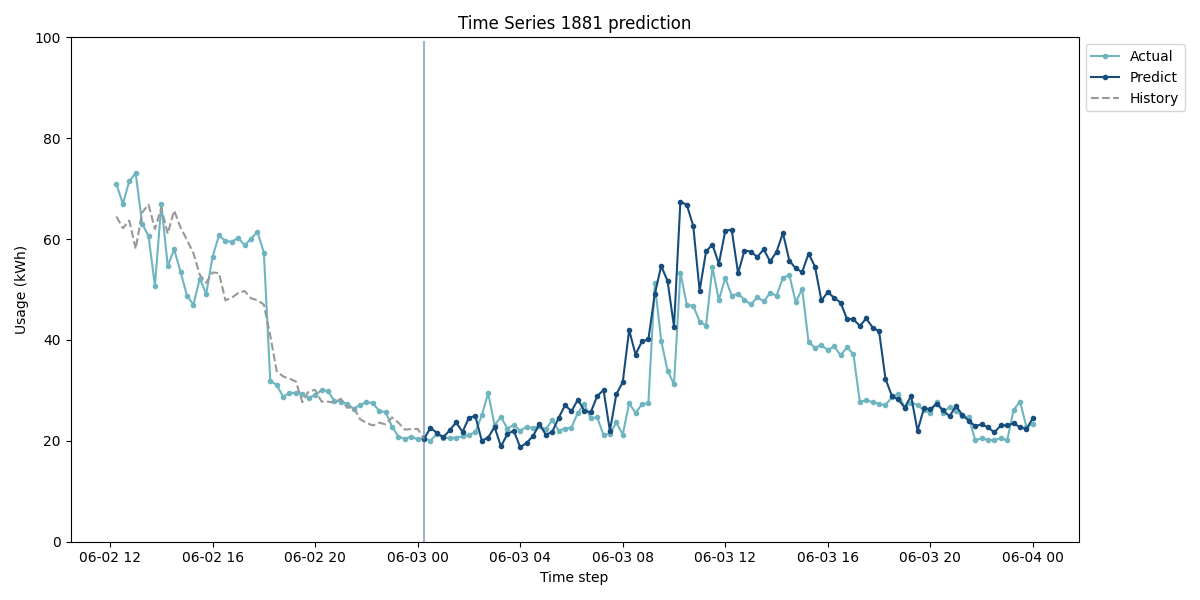 Time Series 1881 prediction
100
80
60
40
20
0
Usage (kWh)
06-02 12
06-02 16
06-02 20
06-03 00
06-03 04
06-03 08
06-03 12
06-03 16
06-03 20
06-04 00
Time step
Actual
Predict
History